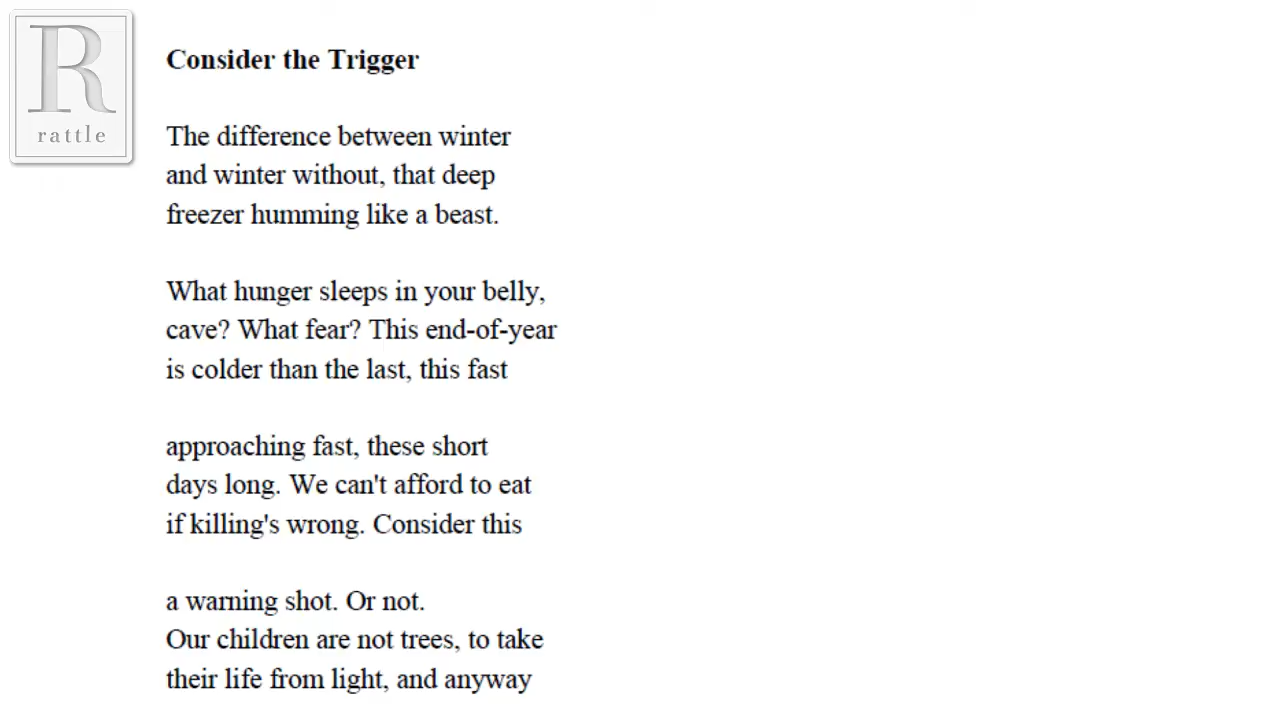 R
rattle
Consider the Trigger
The difference between winter
and winter without, that deep
freezer humming like a beast.
What hunger sleeps in your belly,
cave? What fear? This end-of-year
is colder than the last, this fast
approaching fast, these short
days long. We can't afford to eat
if killing's wrong. Consider this
a warning shot. Or not.
Our children are not trees, to take
their life from light, and anyway